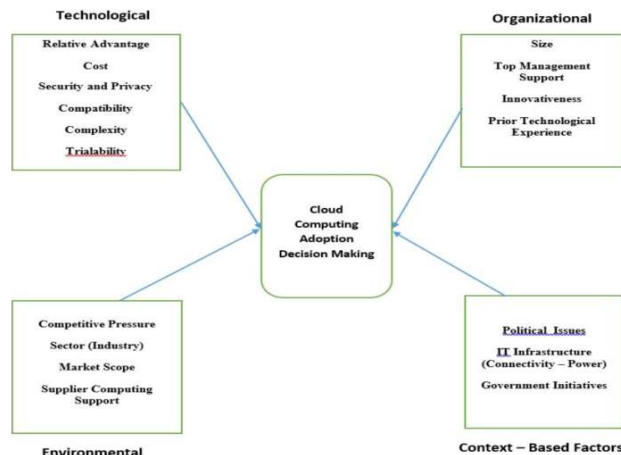 Technological
Relative Advantage
Cost
Security and Privacy
Compatibility
Complexity
Trialability
Organizational
Size
Top Management
Support
Innovativeness
Prior Technological
Experience
Cloud
Computing
Adoption
Decision Making
Competitive Pressure
Sector (Industry)
Market Scope
Supplier Computing
Support
Environmental
Political Issues
IT Infrastructure
(Connectivity – Power)
Government Initiatives
Context – Based Factors